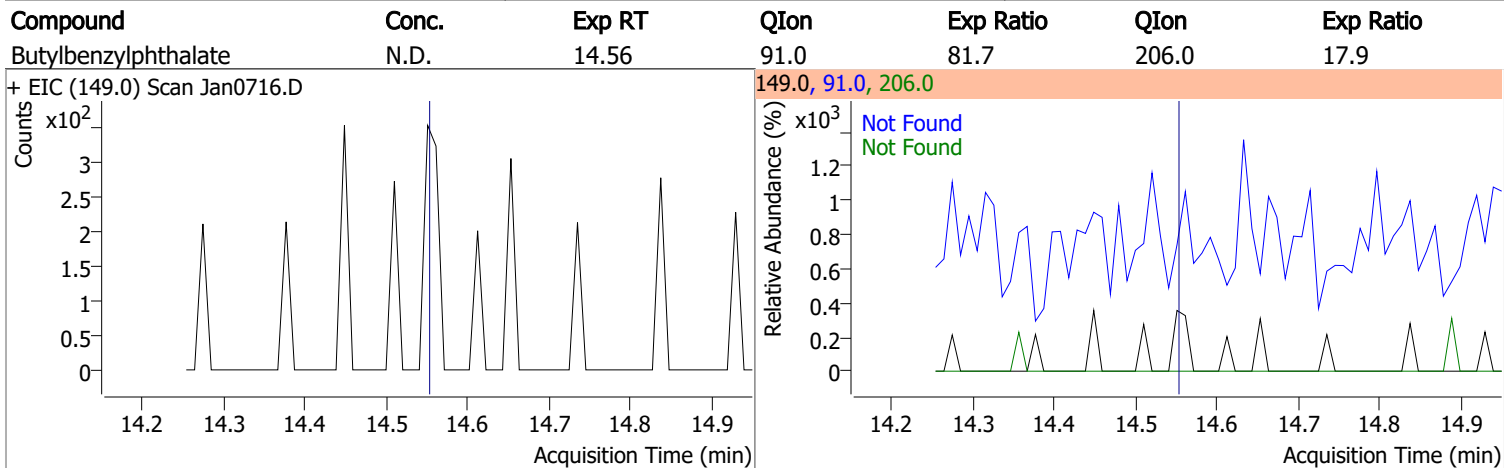 Compound Conc. Exp RT QIon Exp Ratio QIon Exp Ratio
Butylbenzylphthalate N.D. 14.56 91.0 81.7 206.0 17.9
+ EIC (149.0) Scan Jan0716.D
Counts
x10²
3
2.5
2
1.5
1
0.5
0
14.2 14.3 14.4 14.5 14.6 14.7 14.8 14.9
Acquisition Time (min)
149.0, 91.0, 206.0
Relative Abundance (%)
x10³
Not Found
Not Found
1.2
1
0.8
0.6
0.4
0.2
0
14.2 14.3 14.4 14.5 14.6 14.7 14.8 14.9
Acquisition Time (min)